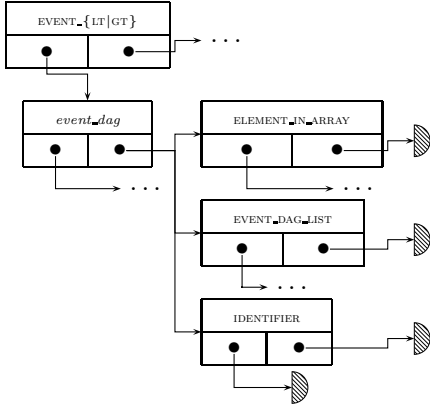 EVENT_{LT|GT}
...
event_dag
ELEMENT_IN_ARRAY
...
...
EVENT_DAG_LIST
...
IDENTIFIER